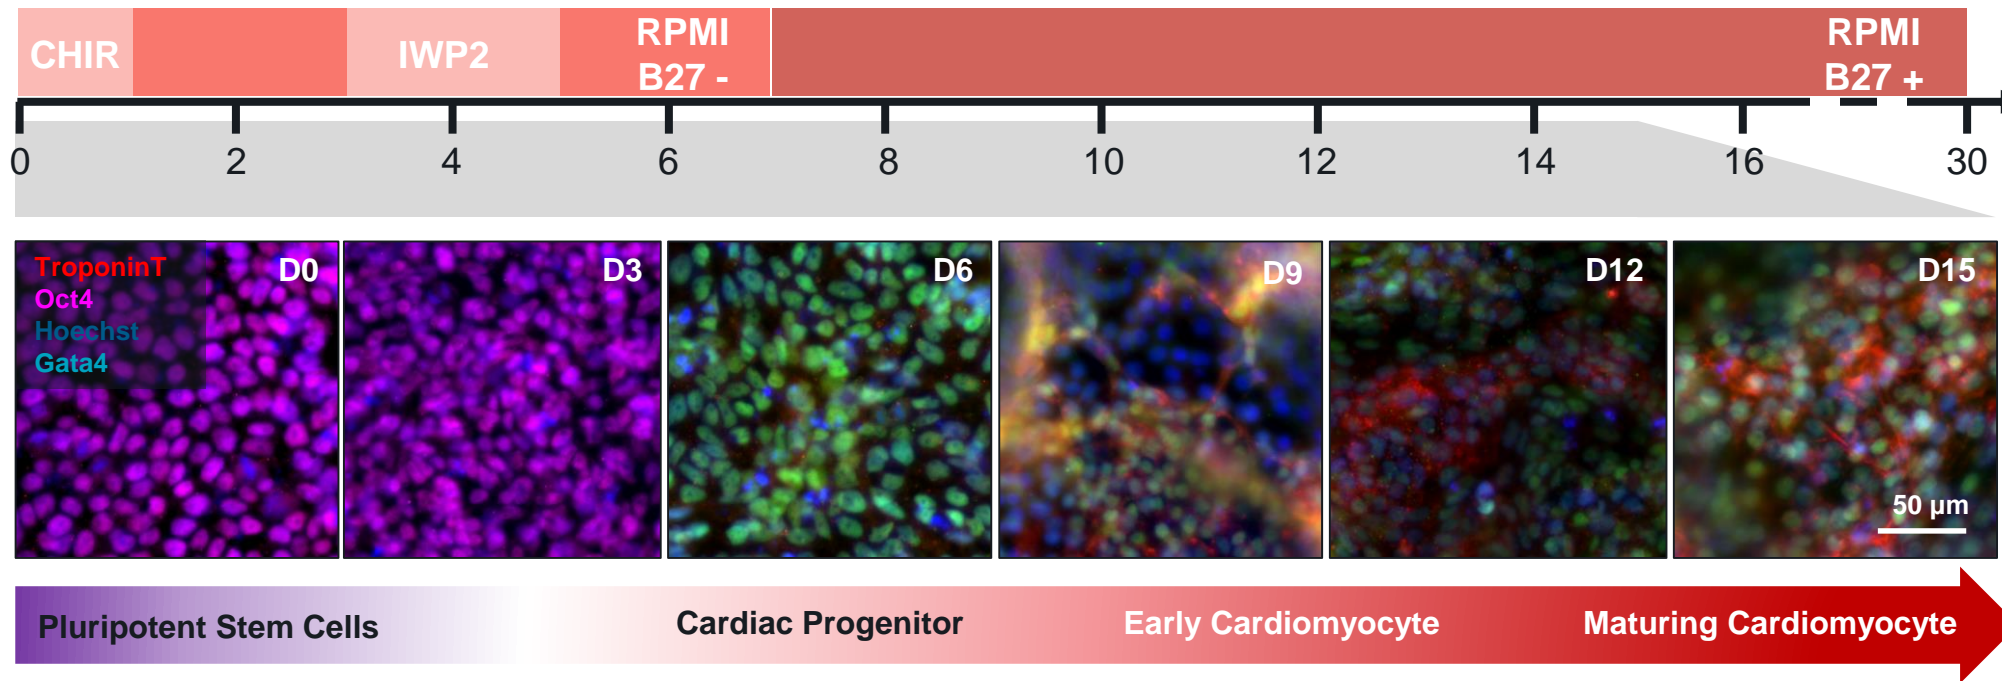 CHIR
IWP2
RPMI
B27 -
RPMI
B27 +
0
2
4
6
8
10
12
14
16
30
TroponinT
Oct4
Hoechst
Gata4
D0
D3
D6
D9
D12
D15
50 µm
Pluripotent Stem Cells
Cardiac Progenitor
Early Cardiomyocyte
Maturing Cardiomyocyte